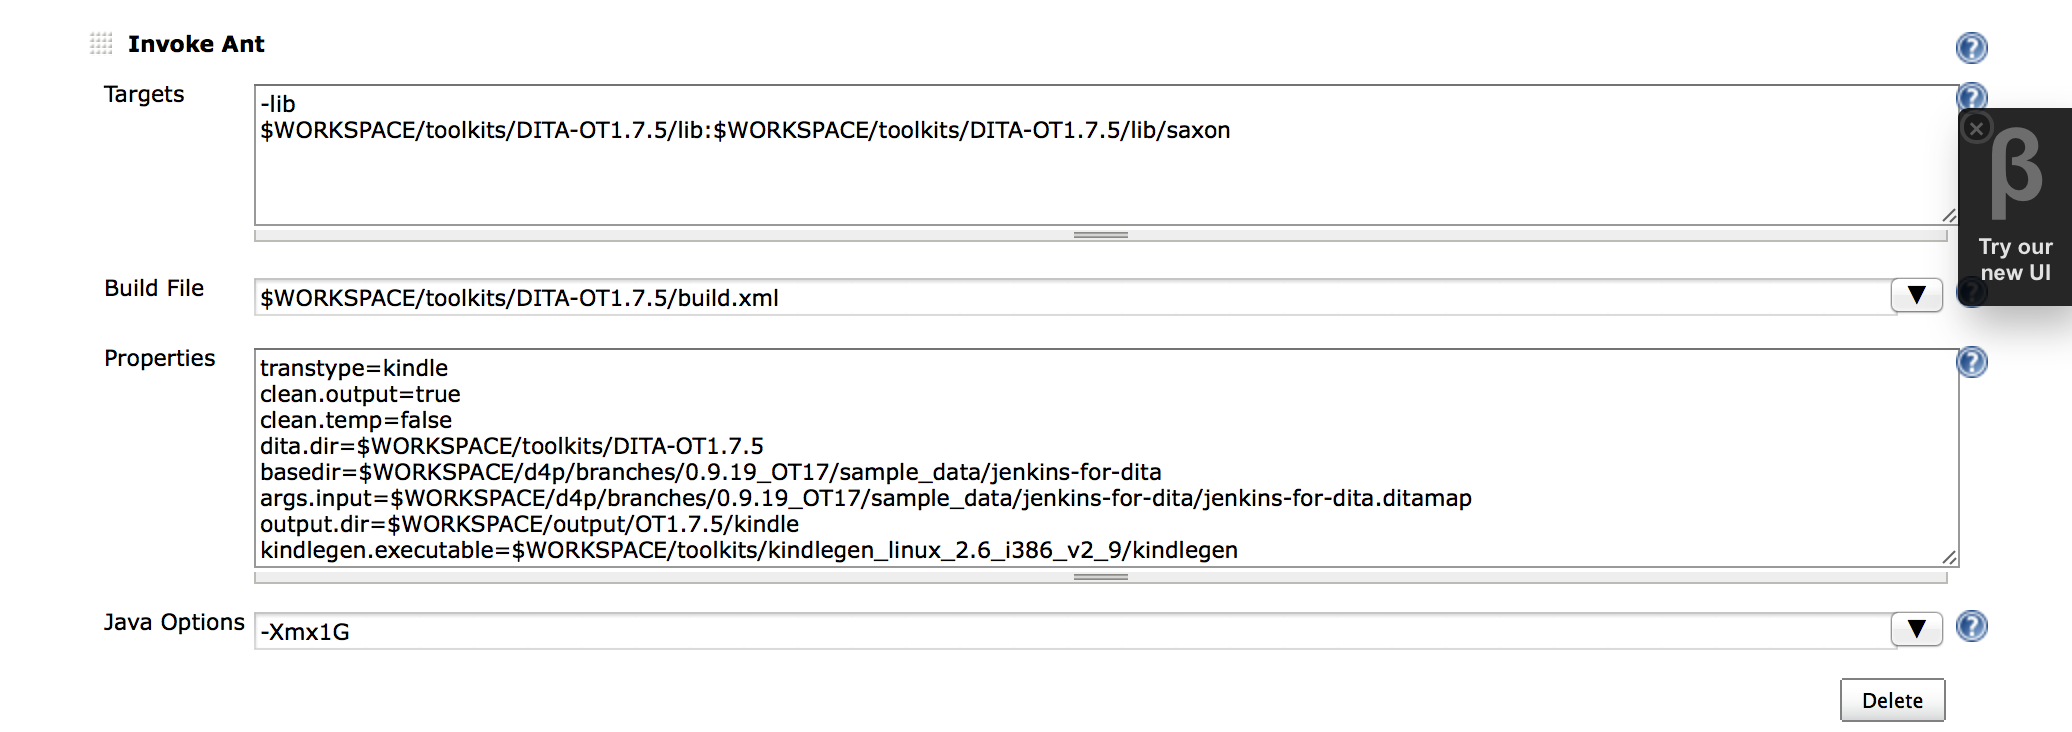 Invoke Ant
Targets
-lib
$WORKSPACE/toolkits/DITA-OT1.7.5/lib:$WORKSPACE/toolkits/DITA-OT1.7.5/lib/saxon
β
Try our
new UI
Build File
$WORKSPACE/toolkits/DITA-OT1.7.5/build.xml
Properties
transtype=kindle
clean.output=true
clean.temp=false
dita.dir=$WORKSPACE/toolkits/DITA-OT1.7.5
basedir=$WORKSPACE/d4p/branches/0.9.19_OT17/sample_data/jenkins-for-dita
args.input=$WORKSPACE/d4p/branches/0.9.19_OT17/sample_data/jenkins-for-dita/jenkins-for-dita.ditamap
output.dir=$WORKSPACE/output/OT1.7.5/kindle
kindlegen.executable=$WORKSPACE/toolkits/kindlegen_linux_2.6_i386_v2_9/kindlegen
Java Options
-Xmx1G
Delete